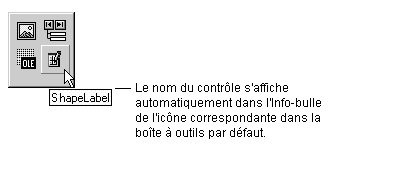 OLE
ShapeLabel
Le nom du contrôle s'affiche
automatiquement dans l'Info-bulle
de l'icône correspondante dans la
boîte à outils par défaut.